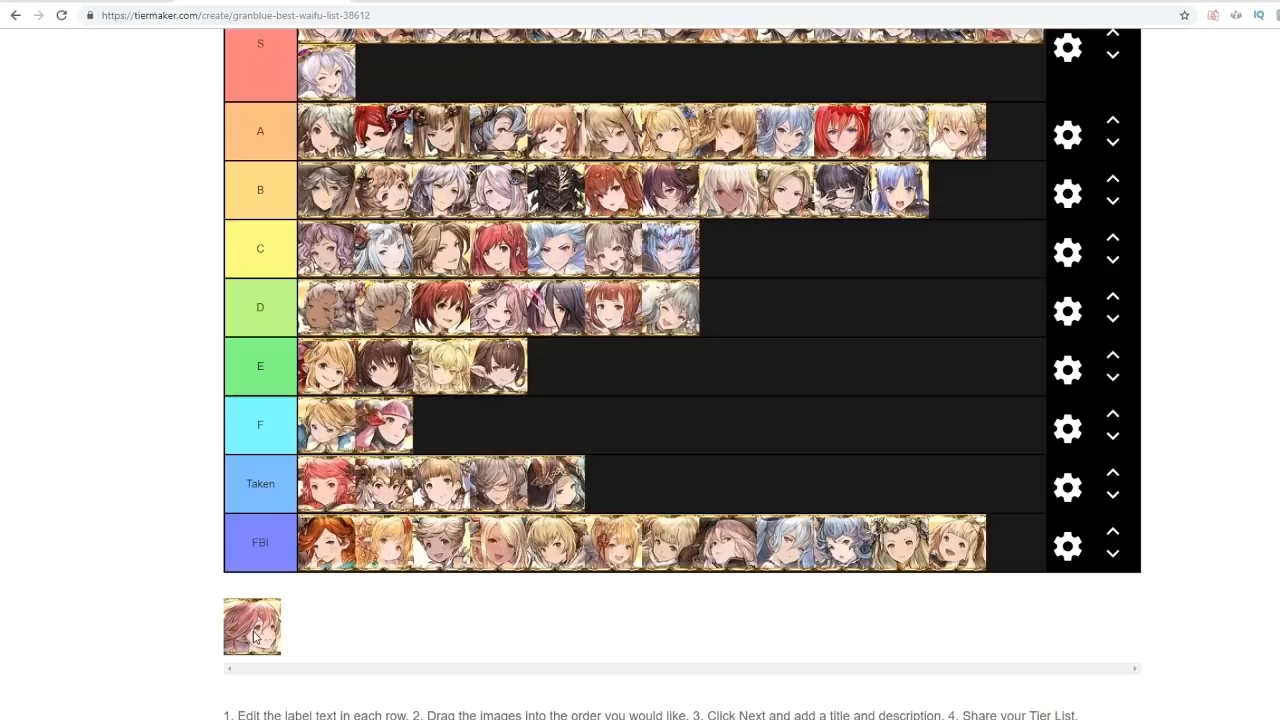 https://tiermaker.com/create/granblue-best-waifu-list-38612
IQ
S
A
B
C
D
E
F
Taken
FBI
1. Edit the label text in each row. 2. Drag the images into the order you would like. 3. Click Next and add a title and description. 4. Share your Tier List.